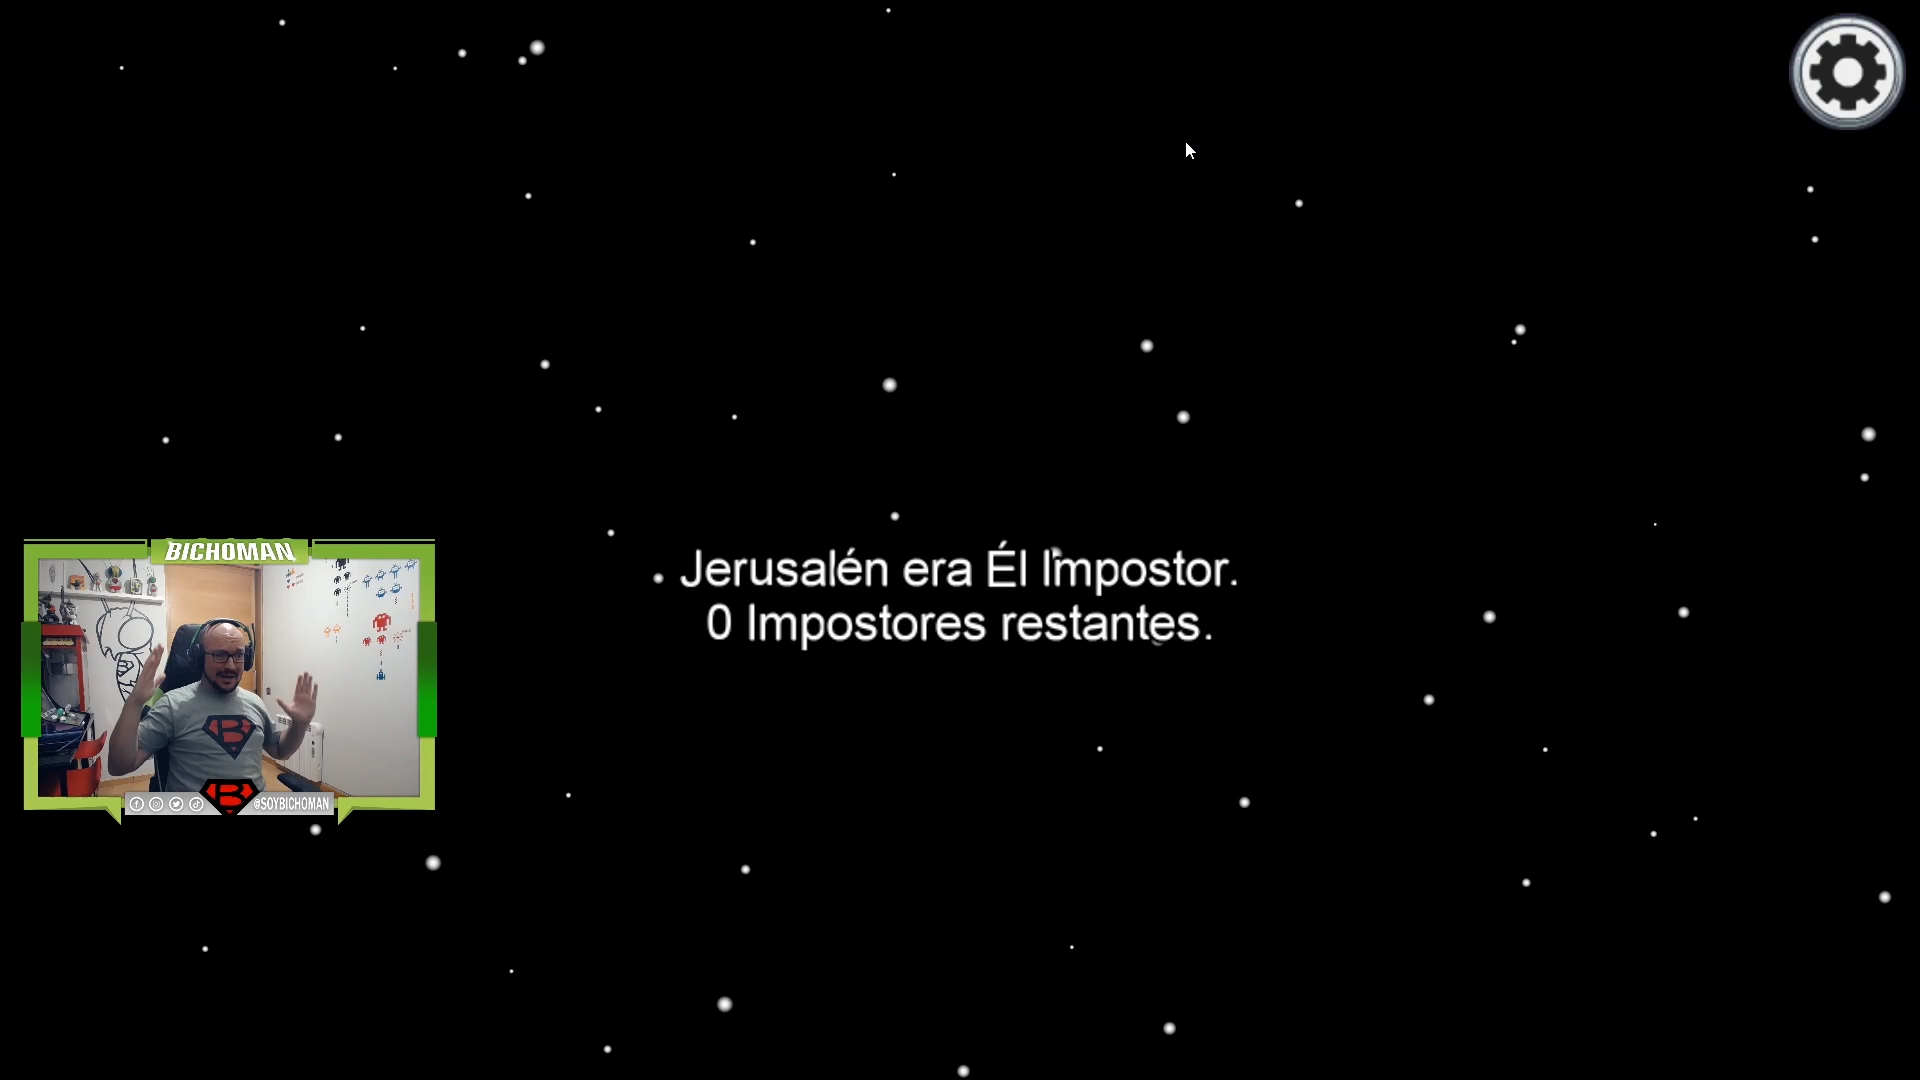 BICHOMAN
Jerusalén era Él Impostor.
0 Impostores restantes.
@SOYBICHOMAN